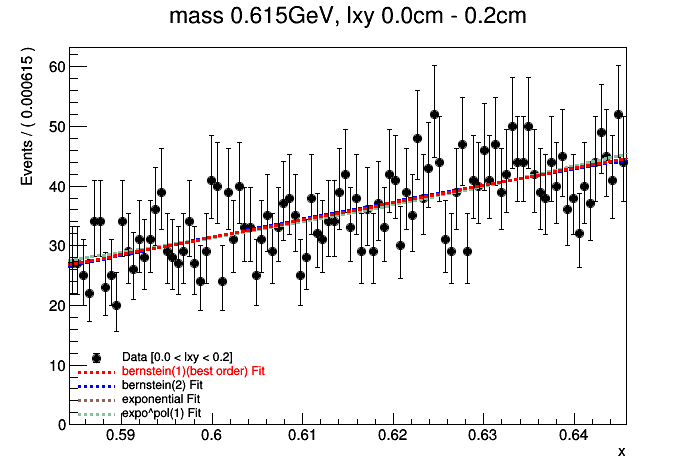 mass 0.615GeV, lxy 0.0cm - 0.2cm
Events / ( 0.000615 )
60
50
40
30
20
10
0
Data [0.0 < lxy < 0.2]
bernstein(1)(best order) Fit
bernstein(2) Fit
exponential Fit
expo^pol(1) Fit
0.59 0.6 0.61 0.62 0.63 0.64
x